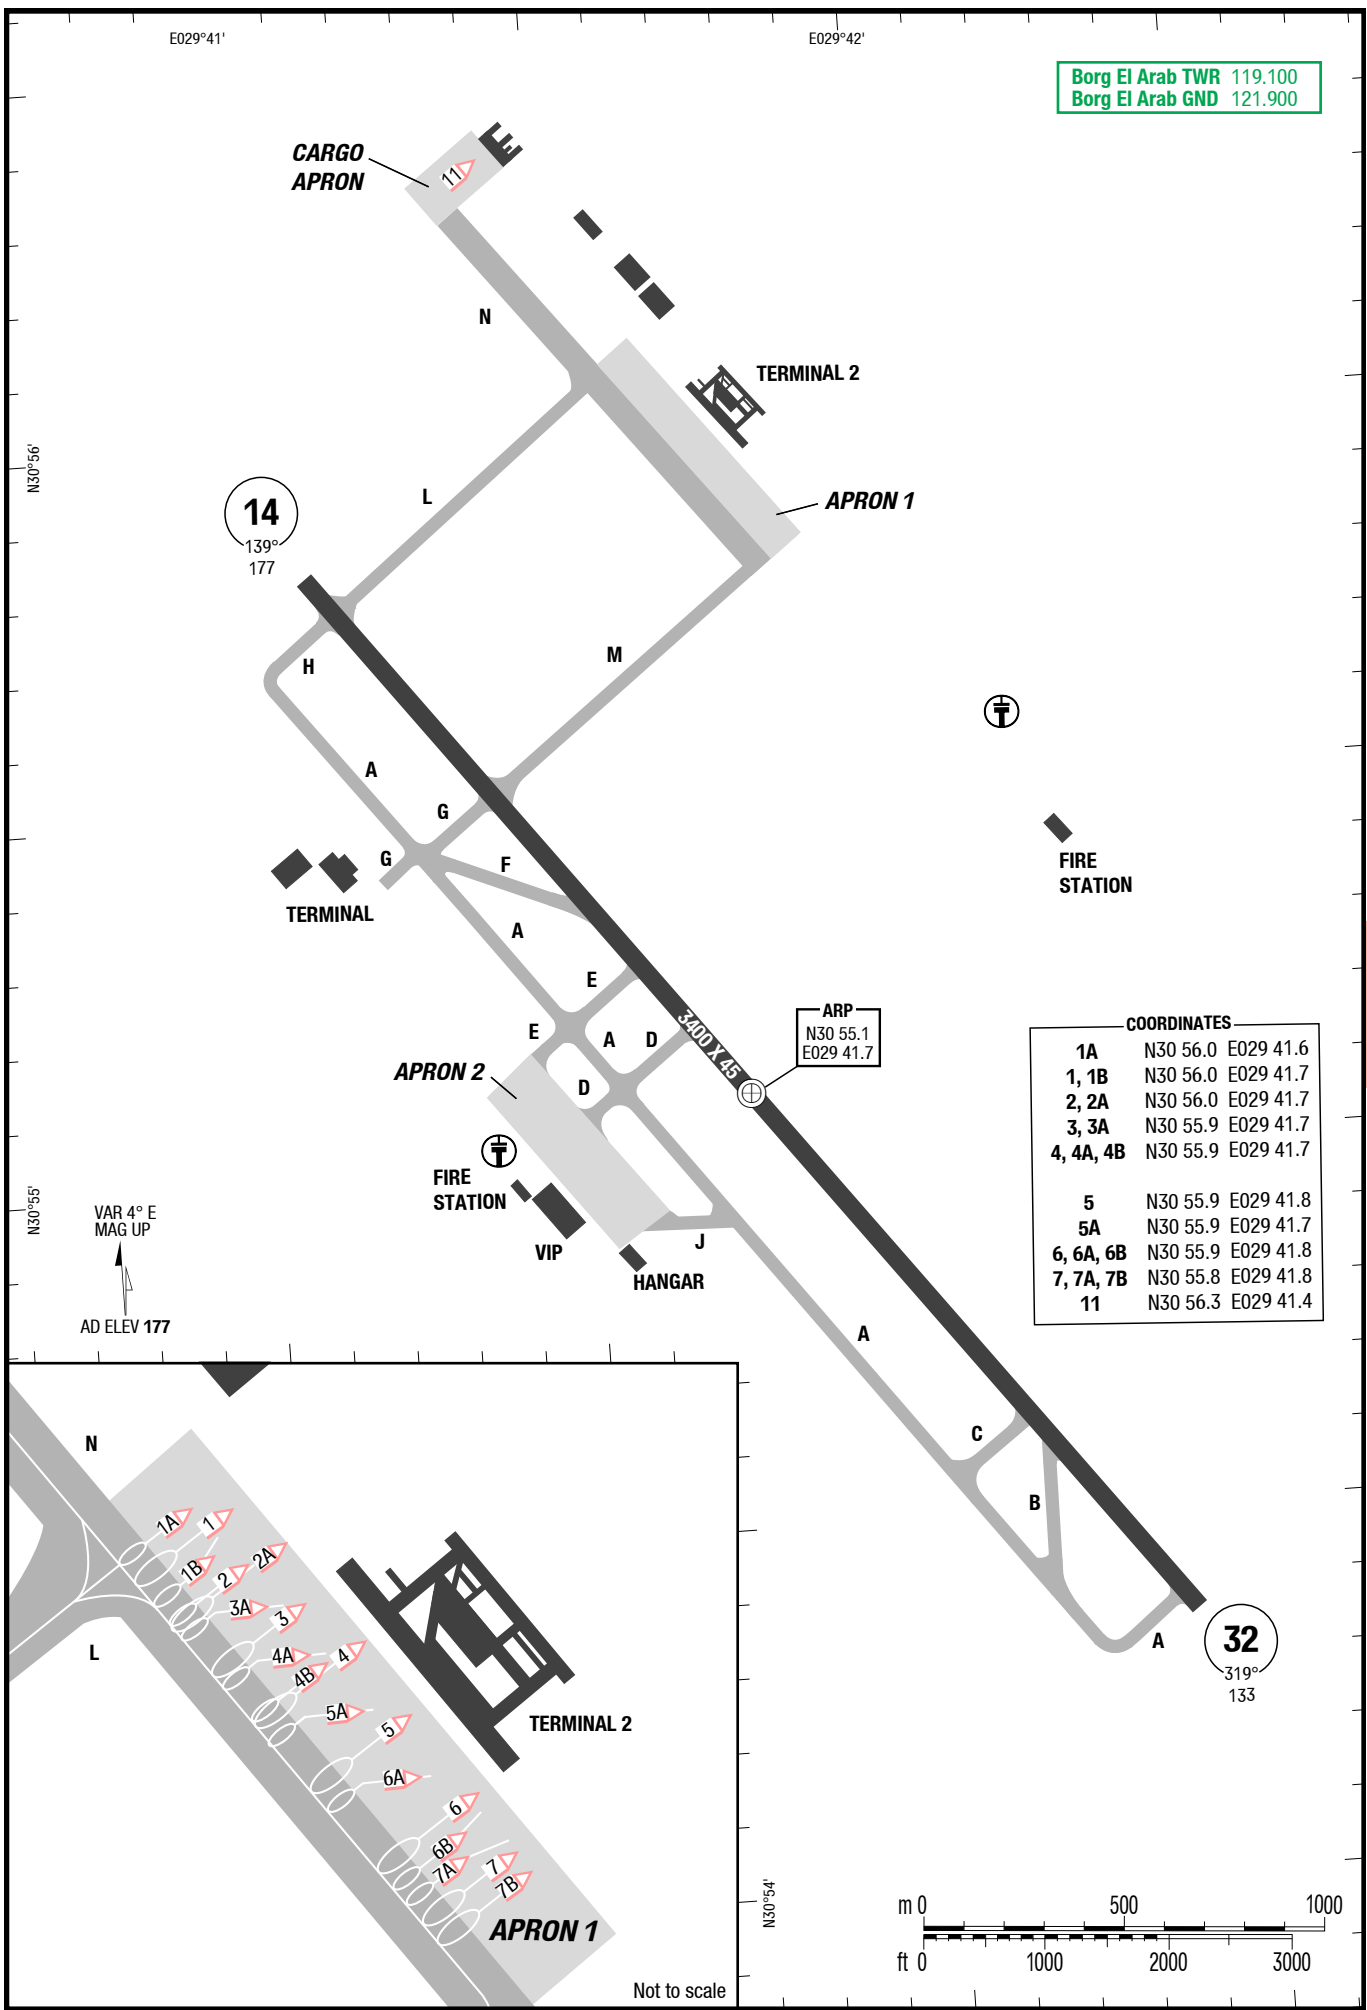 E029°41'
E029°42'
Borg El Arab TWR 119.100
Borg El Arab GND 121.900
CARGO
APRON
11
N
TERMINAL 2
N30°56'
L
APRON 1
14
139°
177
M
H
A
G
G
F
TERMINAL
FIRE
STATION
A
E
E
A
D
3400 X 45
ARP
N30 55.1
E029 41.7
APRON 2
D
FIRE
STATION
VIP
J
HANGAR
COORDINATES
1A N30 56.0 E029 41.6
1, 1B N30 56.0 E029 41.7
2, 2A N30 56.0 E029 41.7
3, 3A N30 55.9 E029 41.7
4, 4A, 4B N30 55.9 E029 41.7
5 N30 55.9 E029 41.8
5A N30 55.9 E029 41.7
6, 6A, 6B N30 55.9 E029 41.8
7, 7A, 7B N30 55.8 E029 41.8
11 N30 56.3 E029 41.4
N30°55'
VAR 4° E
MAG UP
AD ELEV 177
A
C
B
A
32
319°
133
N
1A
1
1B
2
2A
3A
3
4A
4B
4
5A
5
6A
6
6B
7A
7
7B
L
TERMINAL 2
APRON 1
Not to scale
N30°54'
m 0 500 1000
ft 0 1000 2000 3000